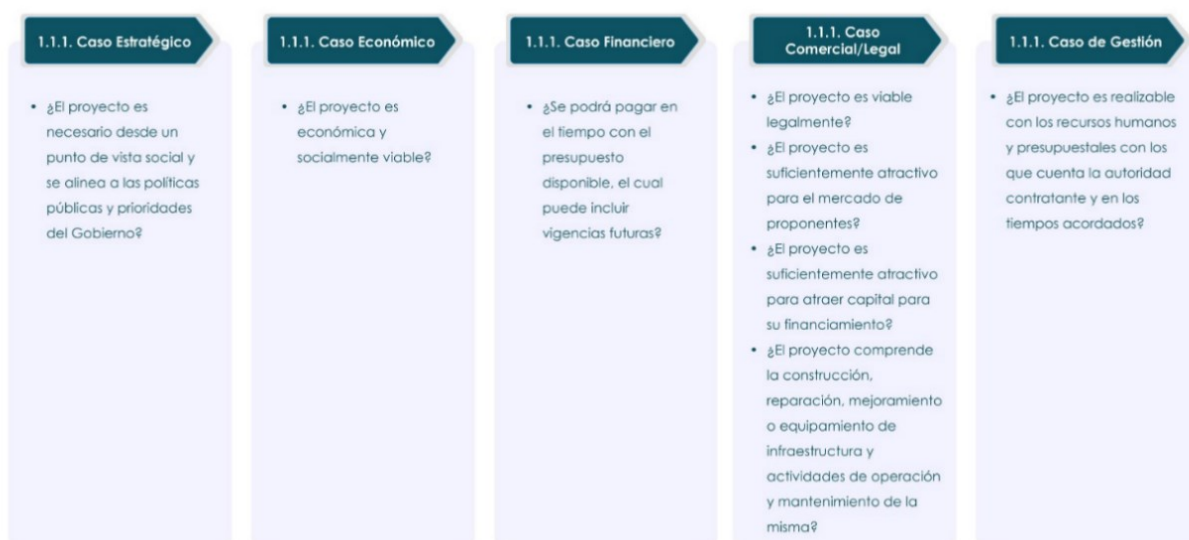 1.1.1. Caso Estratégico
• ¿El proyecto es
necesario desde un
punto de vista social y
se alinea a las políticas
públicas y prioridades
del Gobierno?
1.1.1. Caso Económico
• ¿El proyecto es
económica y
socialmente viable?
1.1.1. Caso Financiero
• ¿Se podrá pagar en
el tiempo con el
presupuesto
disponible, el cual
puede incluir
vigencias futuras?
1.1.1. Caso
Comercial/Legal
• ¿El proyecto es viable
legalmente?
• ¿El proyecto es
suficientemente atractivo
para el mercado de
proponentes?
• ¿El proyecto es
suficientemente atractivo
para atraer capital para
su financiamiento?
• ¿El proyecto comprende
la construcción,
reparación, mejoramiento
o equipamiento de
infraestructura y
actividades de operación
y mantenimiento de la
misma?
1.1.1. Caso de Gestión
• ¿El proyecto es realizable
con los recursos humanos
y presupuestales con los
que cuenta la autoridad
contratante y en los
tiempos acordados?